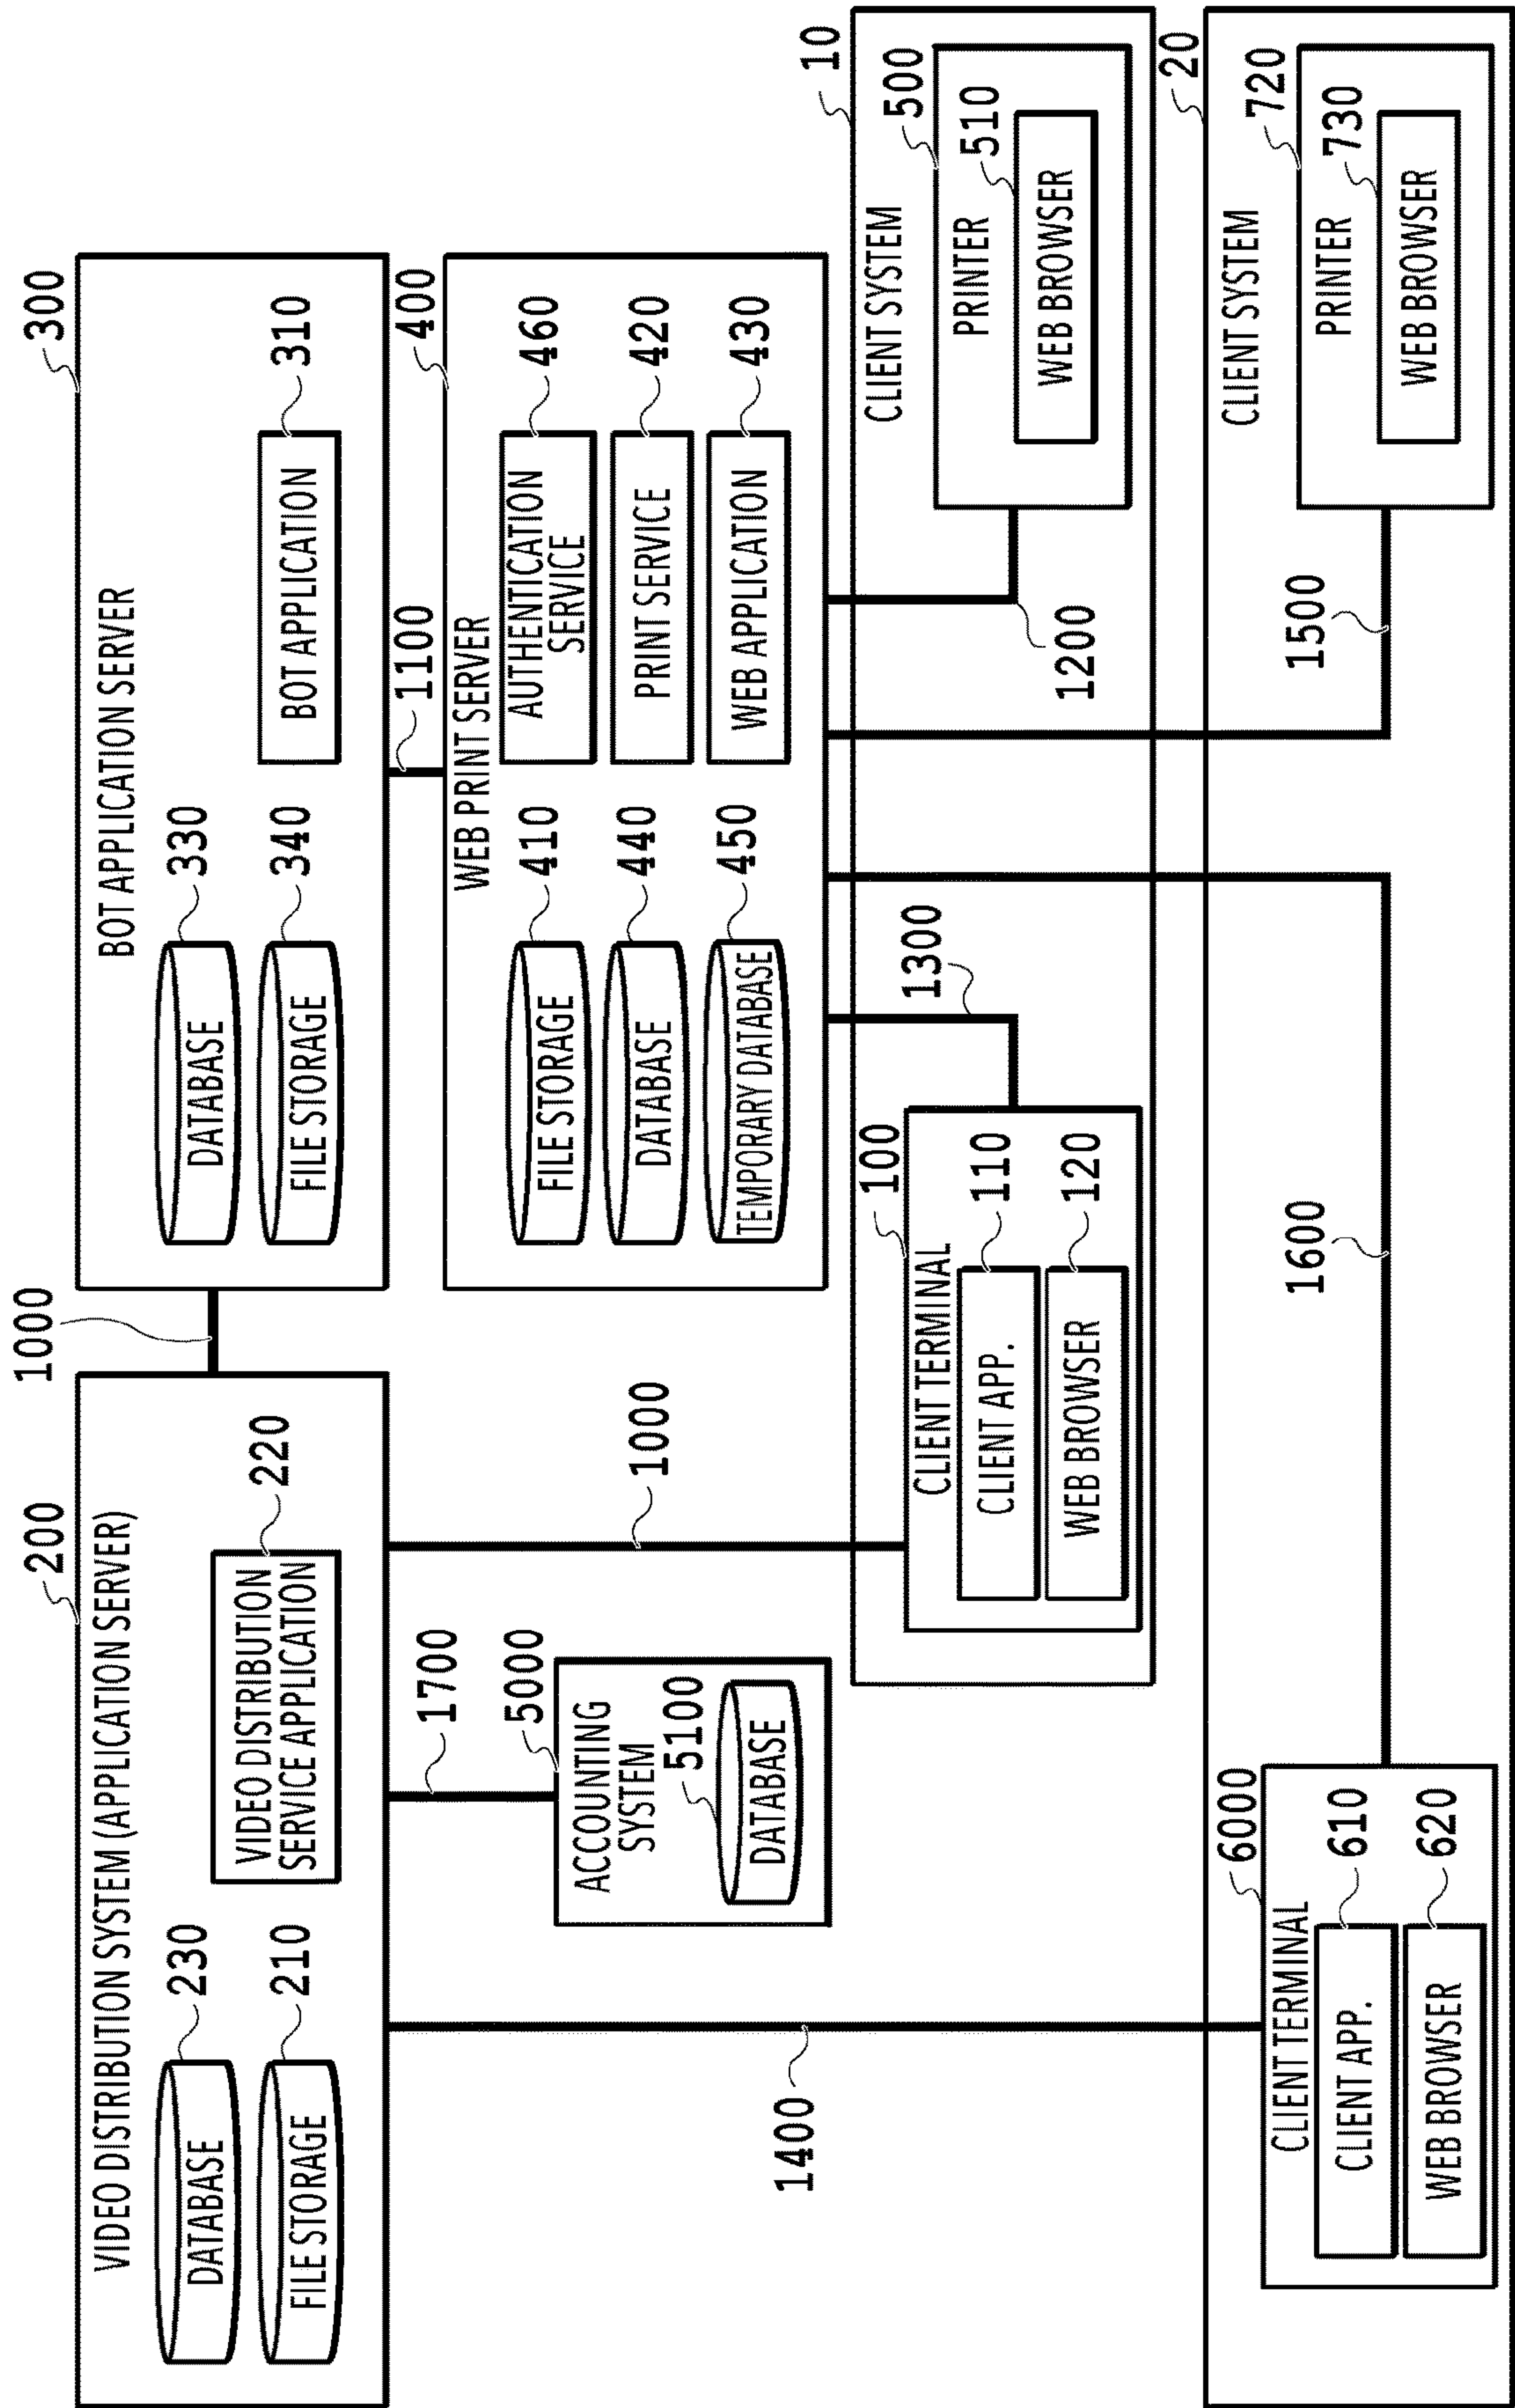 200
VIDEO DISTRIBUTION SYSTEM (APPLICATION SERVER)
230
DATABASE
210
FILE STORAGE
220
VIDEO DISTRIBUTION
SERVICE APPLICATION
1000
300
BOT APPLICATION SERVER
330
DATABASE
340
FILE STORAGE
310
BOT APPLICATION
1100
400
WEB PRINT SERVER
410
FILE STORAGE
440
DATABASE
450
TEMPORARY DATABASE
460
AUTHENTICATION
SERVICE
420
PRINT SERVICE
430
WEB APPLICATION
1700
5000
ACCOUNTING
SYSTEM
5100
DATABASE
1000
1400
1300
1200
10
CLIENT SYSTEM
100
CLIENT TERMINAL
110
CLIENT APP.
120
WEB BROWSER
500
PRINTER
510
WEB BROWSER
1600
1500
20
CLIENT SYSTEM
6000
CLIENT TERMINAL
610
CLIENT APP.
620
WEB BROWSER
720
PRINTER
730
WEB BROWSER